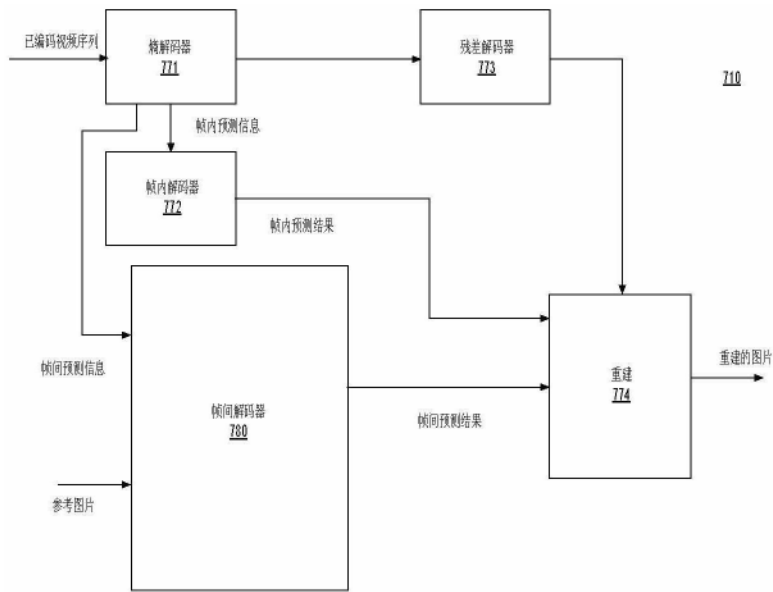 已编码视频序列
熵解码器
771
残差解码器
773
710
帧内预测信息
帧内解码器
772
帧内预测结果
帧间预测信息
帧间解码器
780
重建
774
重建的图片
帧间预测结果
参考图片